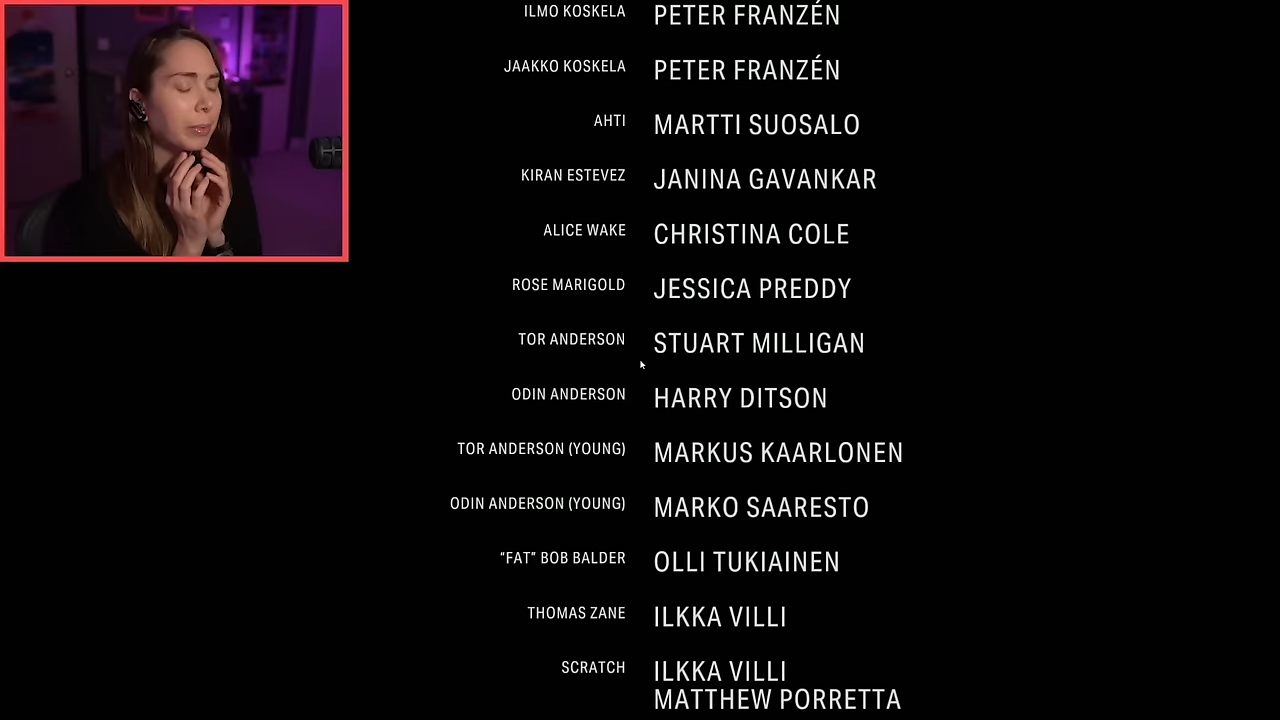 ILMO KOSKELA PETER FRANZÉN
JAAKKO KOSKELA PETER FRANZÉN
AHTI MARTTI SUOSALO
KIRAN ESTEVEZ JANINA GAVANKAR
ALICE WAKE CHRISTINA COLE
ROSE MARIGOLD JESSICA PREDDY
TOR ANDERSON STUART MILLIGAN
ODIN ANDERSON HARRY DITSON
TOR ANDERSON (YOUNG) MARKUS KAARLONEN
ODIN ANDERSON (YOUNG) MARKO SAARESTO
“FAT” BOB BALDER OLLI TUKIAINEN
THOMAS ZANE ILKKA VILLI
SCRATCH ILKKA VILLI
MATTHEW PORRETTA